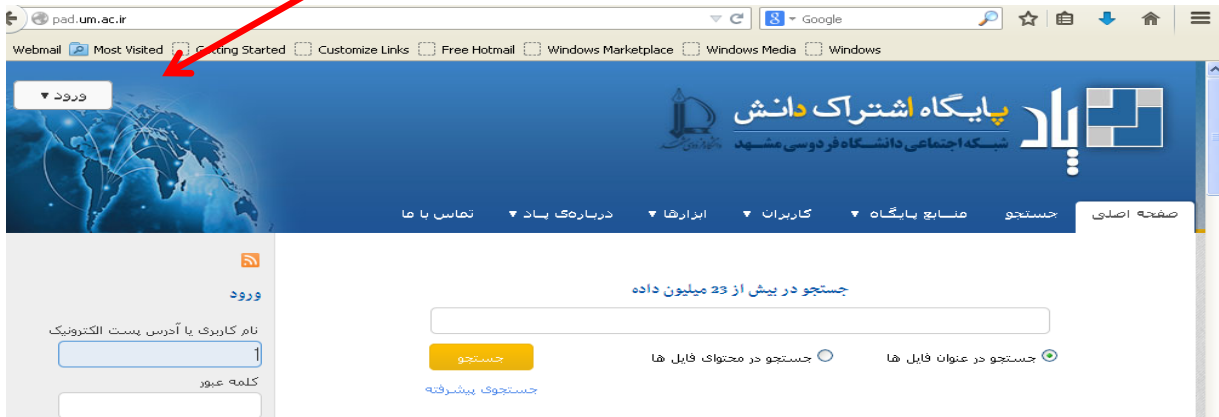 pad.um.ac.ir
Google
Webmail Most Visited Getting Started Customize Links Free Hotmail Windows Marketplace Windows Media Windows
ورود
پاد پایگاه اشتراک دانش
شبکه اجتماعی دانشگاه فردوسی مشهد
صفحه اصلی جستجو منابع پایگاه کاربران ابزارها درباره‌ی پاد تماس با ما
جستجو در بیش از 23 میلیون داده
جستجو در عنوان فایل ها جستجو در محتوای فایل ها جستجو
جستجوی پیشرفته
ورود
نام کاربری یا آدرس پست الکترونیک
1
کلمه عبور